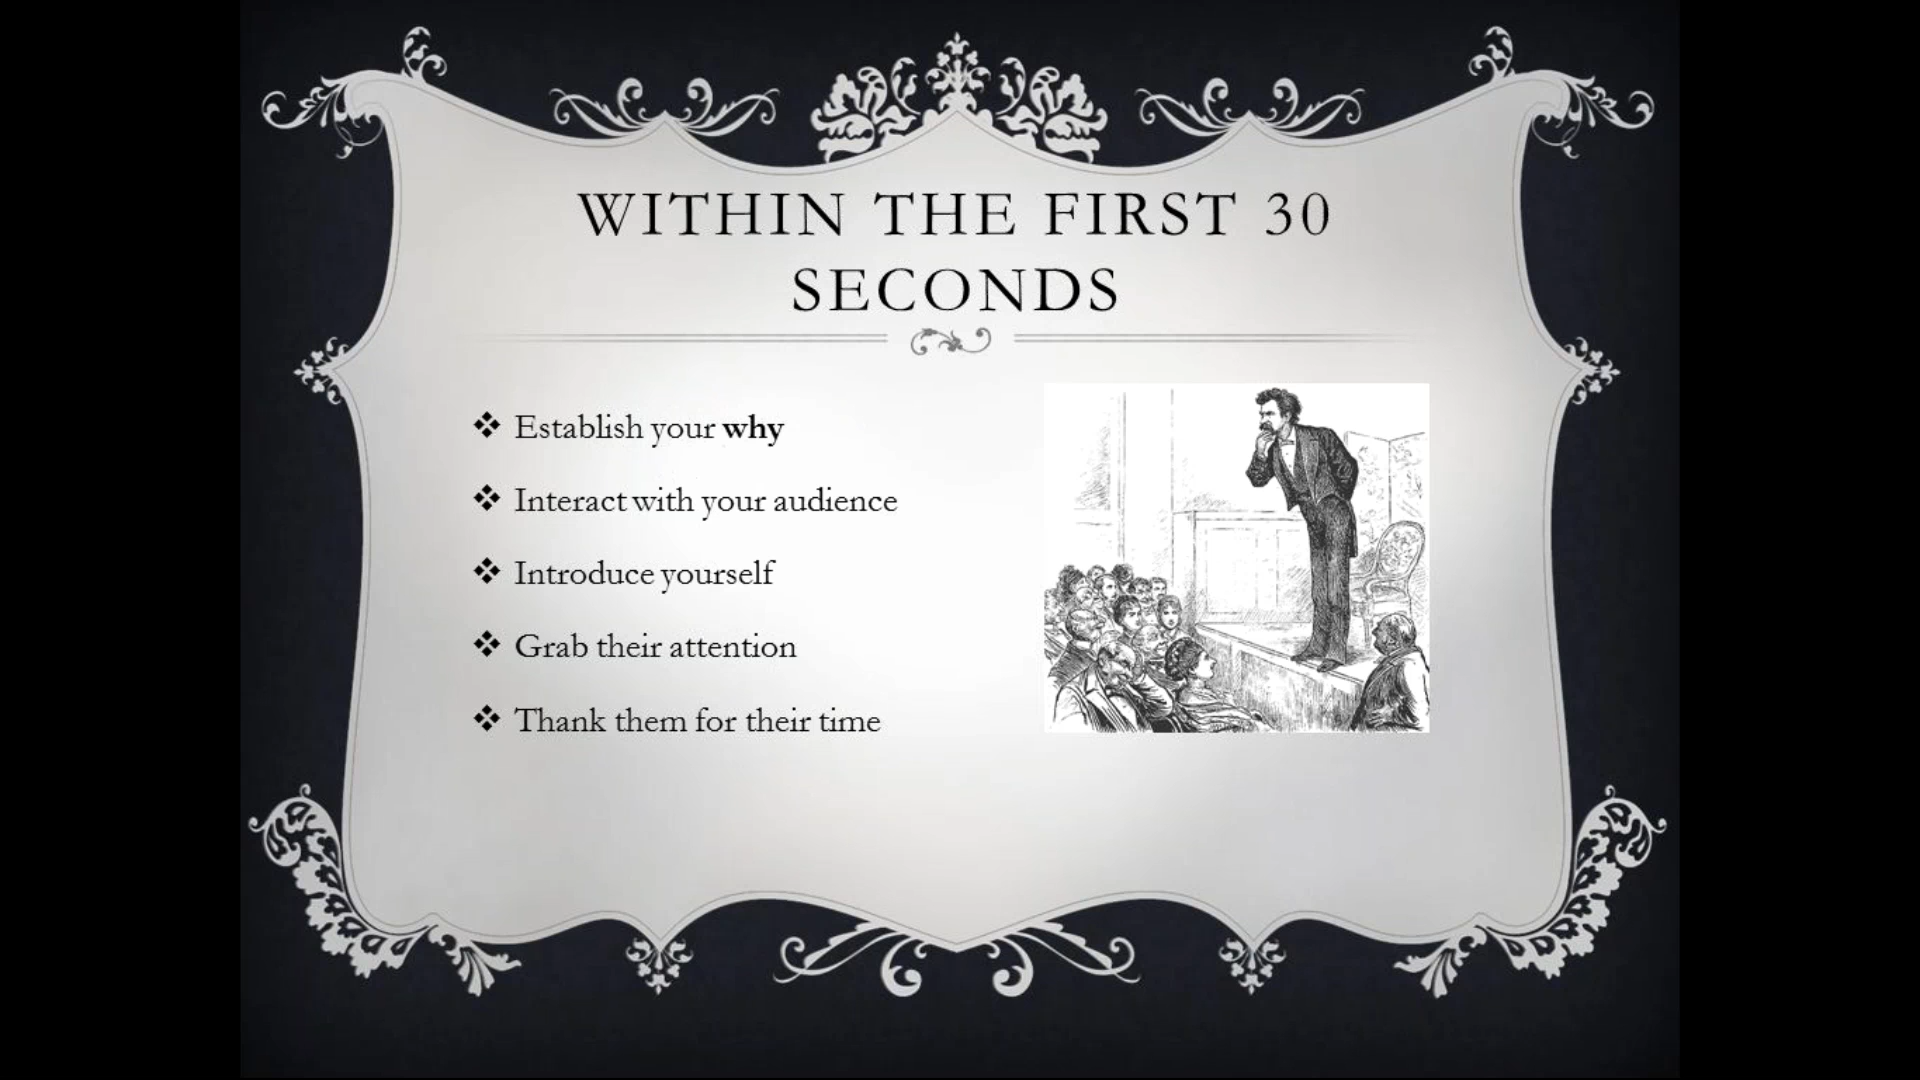 WITHIN THE FIRST 30
SECONDS
❖ Establish your why
❖ Interact with your audience
❖ Introduce yourself
❖ Grab their attention
❖ Thank them for their time